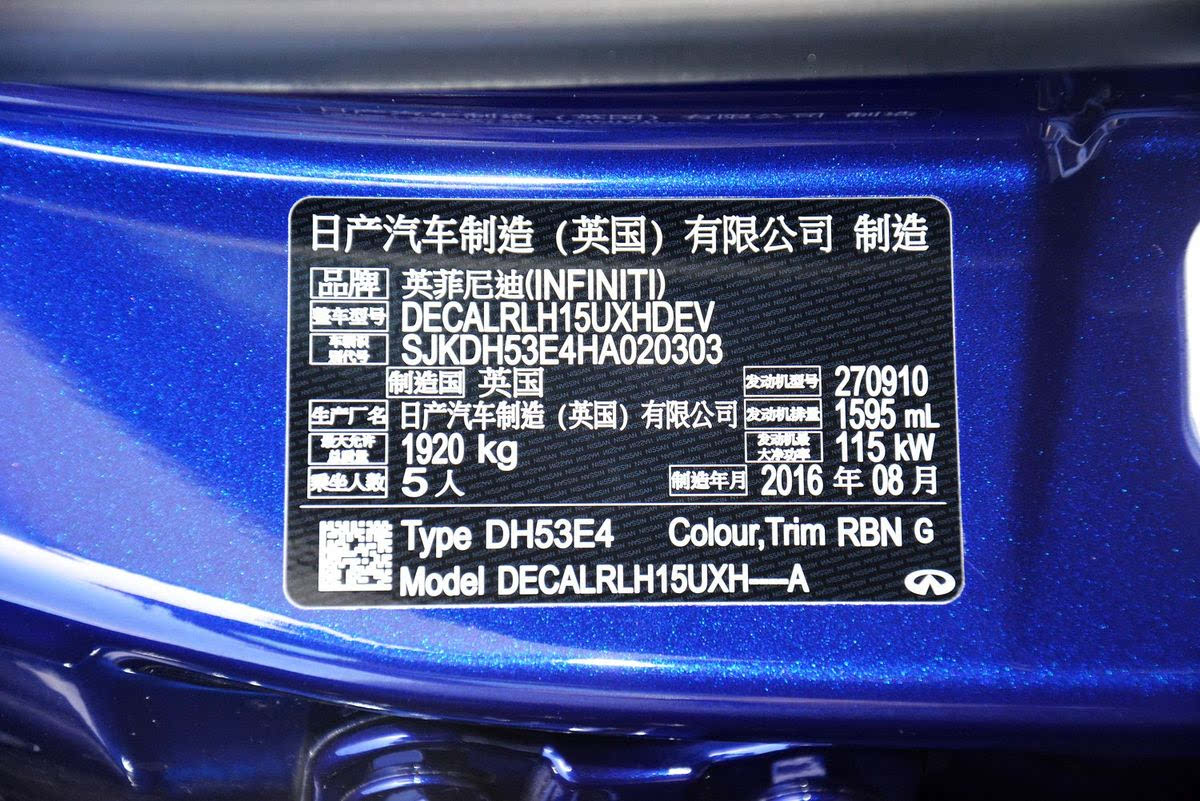 日产汽车制造（英国）有限公司 制造
品牌 英菲尼迪(INFINITI)
整车型号 DECALRLH15UXHDEV
车辆识别代号 SJKDH53E4HA020303
制造国 英国 发动机型号 270910
生产厂名 日产汽车制造（英国）有限公司 发动机排量 1595 mL
最大允许总质量 1920 kg 发动机最大净功率 115 kW
乘坐人数 5 人 制造年月 2016 年 08 月
Type DH53E4 Colour,Trim RBN G
Model DECALRLH15UXH—A